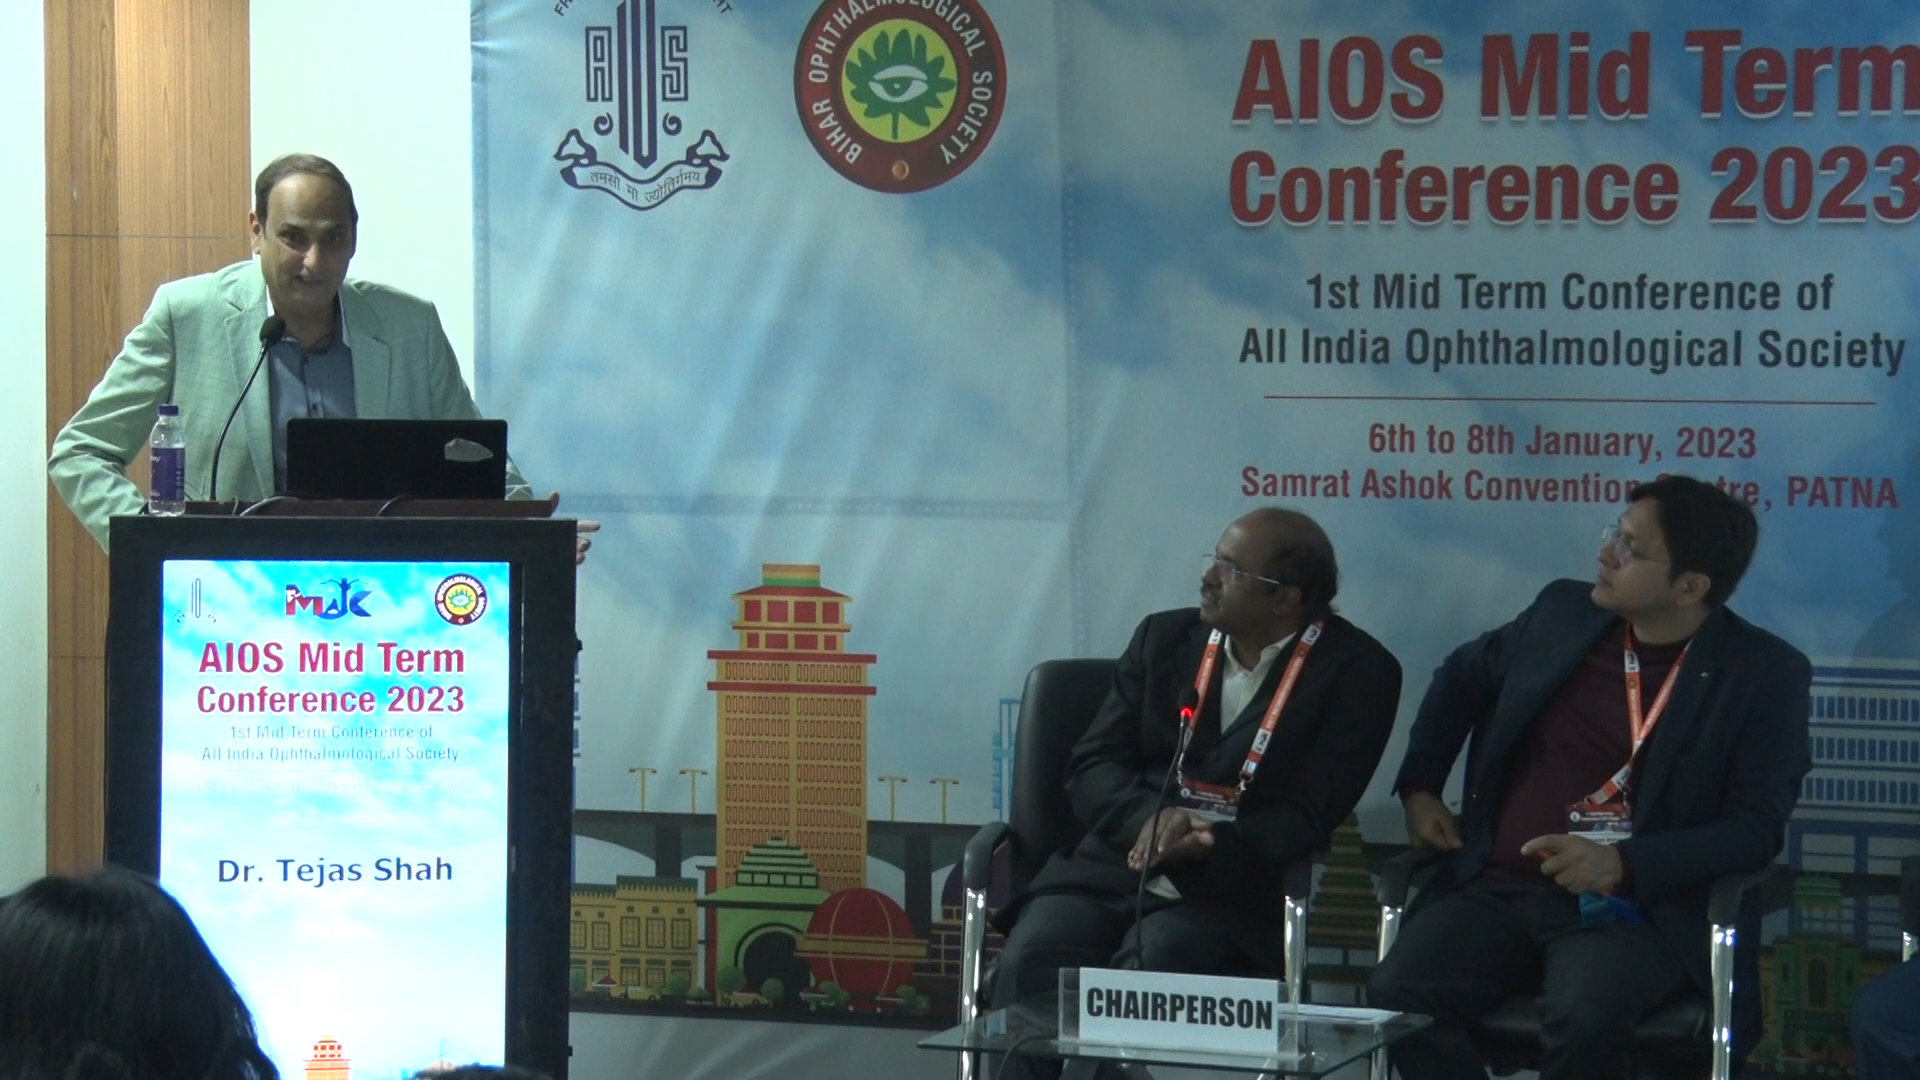 AIOS
तमसो मा ज्योतिर्गमय
BIHAR OPHTHALMOLOGICAL SOCIETY
AIOS Mid Term
Conference 2023
1st Mid Term Conference of
All India Ophthalmological Society
6th to 8th January, 2023
Samrat Ashok Convention
PATNA
AIOS Mid Term
Conference 2023
1st Mid Term Conference of
All India Ophthalmological Society
Dr. Tejas Shah
CHAIRPERSON